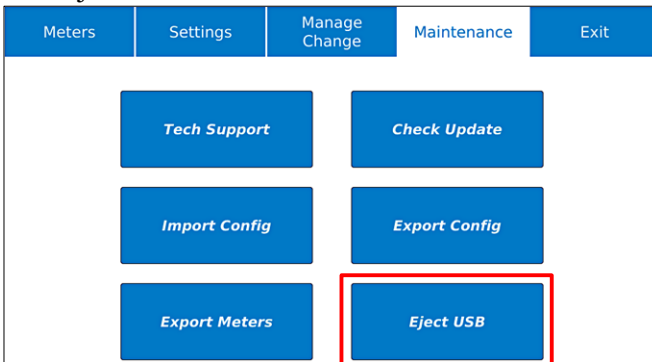 Meters Settings Manage Change Maintenance Exit
Tech Support Check Update
Import Config Export Config
Export Meters Eject USB